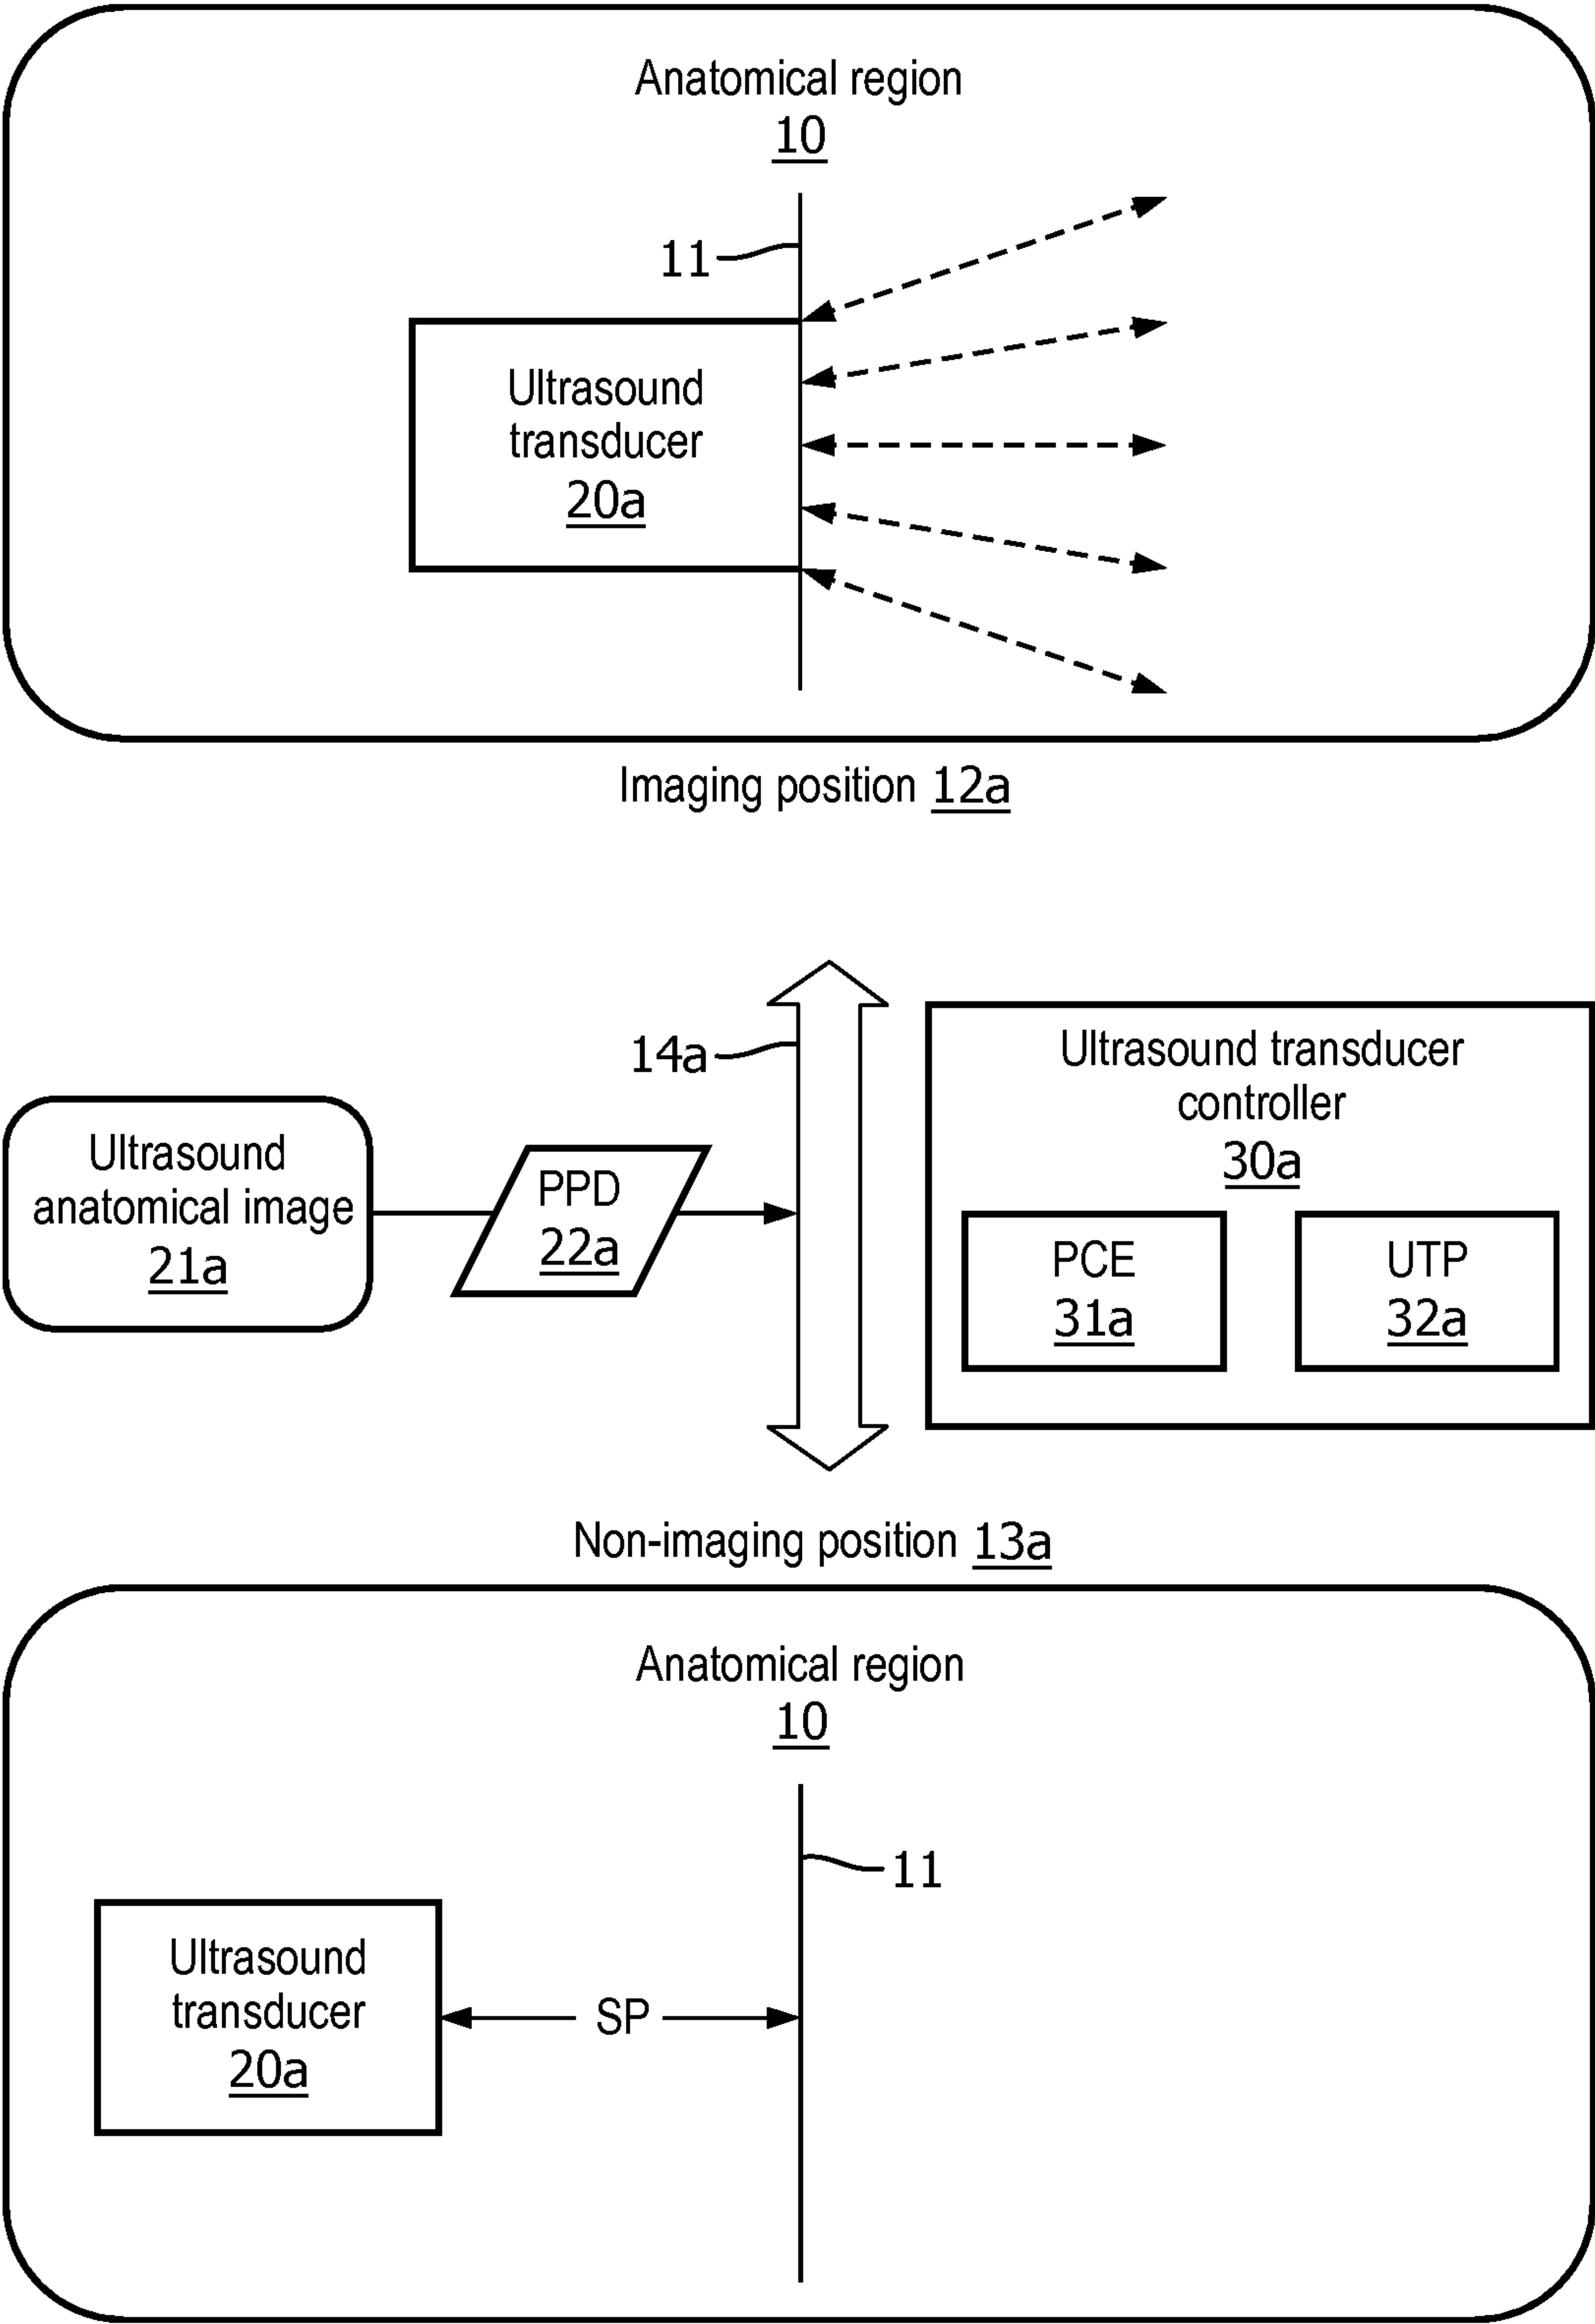 Anatomical region
10
11
Ultrasound
transducer
20a
Imaging position 12a
14a
Ultrasound transducer
controller
30a
Ultrasound
anatomical image
21a
PPD
22a
PCE
31a
UTP
32a
Non-imaging position 13a
Anatomical region
10
11
Ultrasound
transducer
20a
SP